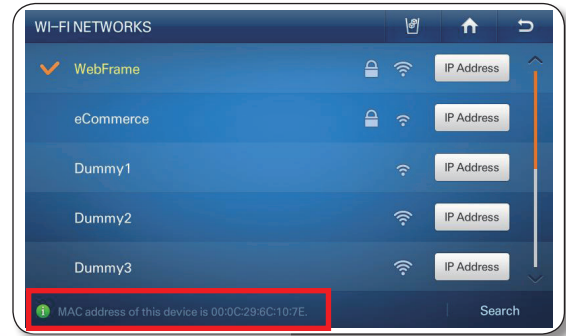 WI-FI NETWORKS
WebFrame IP Address
eCommerce IP Address
Dummy1 IP Address
Dummy2 IP Address
Dummy3 IP Address
MAC address of this device is 00:0C:29:6C:10:7E. Search